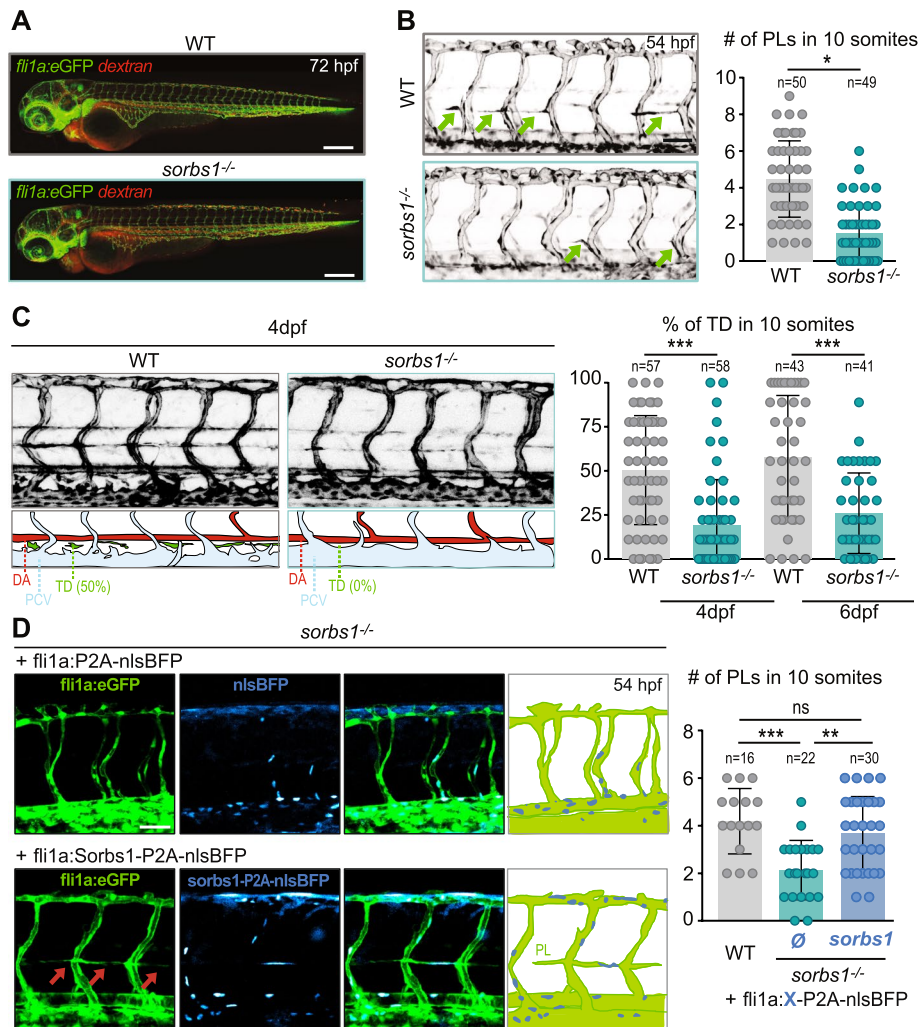 A
WT
fli1a:eGFP dextran
72 hpf
sorbs1-/-
fli1a:eGFP dextran
B
WT
54 hpf
sorbs1-/-
# of PLs in 10 somites
*
n=50
n=49
10
8
6
4
2
0
WT
sorbs1-/-
C
4dpf
WT
sorbs1-/-
DA
PCV
TD (50%)
DA
PCV
TD (0%)
% of TD in 10 somites
***
***
n=57
n=58
n=43
n=41
100
75
50
25
0
WT
sorbs1-/-
WT
sorbs1-/-
4dpf
6dpf
D
sorbs1-/-
+ fli1a:P2A-nlsBFP
fli1a:eGFP
nlsBFP
54 hpf
+ fli1a:Sorbs1-P2A-nlsBFP
fli1a:eGFP
sorbs1-P2A-nlsBFP
PL
# of PLs in 10 somites
ns
***
**
n=16
n=22
n=30
8
6
4
2
0
WT
Ø
sorbs1
sorbs1-/-
+ fli1a:X-P2A-nlsBFP